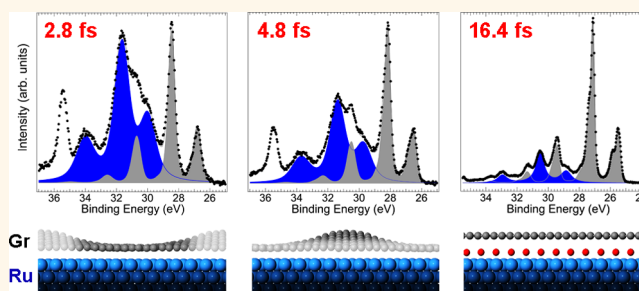 2.8 fs
4.8 fs
16.4 fs
Intensity (arb. units)
36 34 32 30 28 26
36 34 32 30 28 26
34 32 30 28 26 24
Binding Energy (eV)
Binding Energy (eV)
Binding Energy (eV)
Gr
Ru